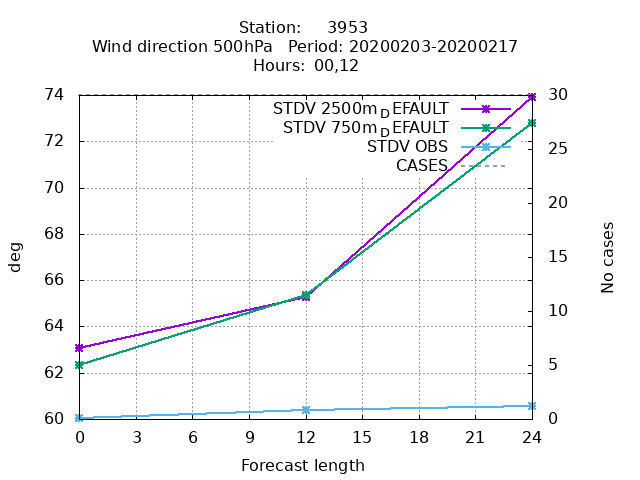 Station: 3953
Wind direction 500hPa Period: 20200203-20200217
Hours: 00,12
74 30
STDV 2500m_DEFAULT
STDV 750m_DEFAULT
STDV OBS
CASES
72
70
68
66
64
62
60
25
20
15
10
5
0
deg
No cases
0 3 6 9 12 15 18 21 24
Forecast length